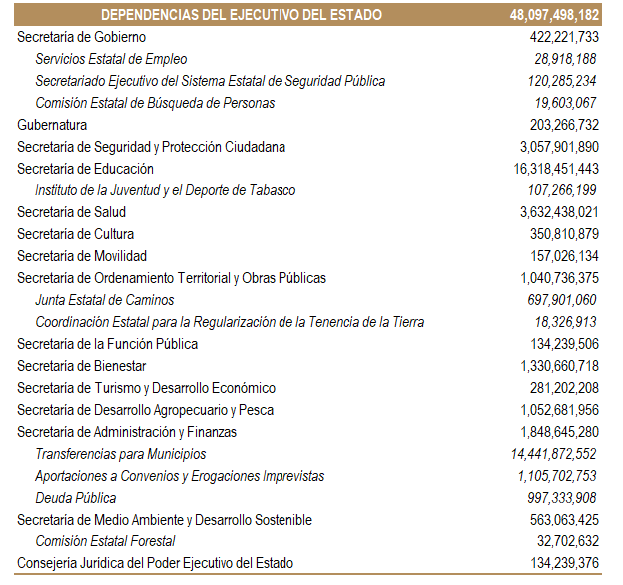 DEPENDENCIAS DEL EJECUTIVO DEL ESTADO 48,097,498,182
Secretaría de Gobierno 422,221,733
Servicios Estatal de Empleo 28,918,188
Secretariado Ejecutivo del Sistema Estatal de Seguridad Pública 120,285,234
Comisión Estatal de Búsqueda de Personas 19,603,067
Gubernatura 203,266,732
Secretaría de Seguridad y Protección Ciudadana 3,057,901,890
Secretaría de Educación 16,318,451,443
Instituto de la Juventud y el Deporte de Tabasco 107,266,199
Secretaría de Salud 3,632,438,021
Secretaría de Cultura 350,810,879
Secretaría de Movilidad 157,026,134
Secretaría de Ordenamiento Territorial y Obras Públicas 1,040,736,375
Junta Estatal de Caminos 697,901,060
Coordinación Estatal para la Regularización de la Tenencia de la Tierra 18,326,913
Secretaría de la Función Pública 134,239,506
Secretaría de Bienestar 1,330,660,718
Secretaría de Turismo y Desarrollo Económico 281,202,208
Secretaría de Desarrollo Agropecuario y Pesca 1,052,681,956
Secretaría de Administración y Finanzas 1,848,645,280
Transferencias para Municipios 14,441,872,552
Aportaciones a Convenios y Erogaciones Imprevistas 1,105,702,753
Deuda Pública 997,333,908
Secretaría de Medio Ambiente y Desarrollo Sostenible 563,063,425
Comisión Estatal Forestal 32,702,632
Consejería Jurídica del Poder Ejecutivo del Estado 134,239,376